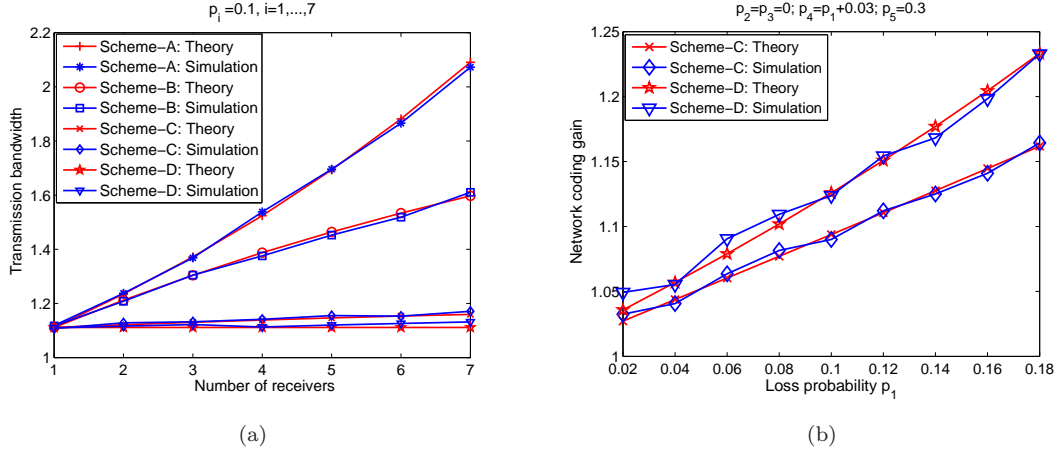 p_i =0.1, i=1,...,7
2.2
2
1.8
1.6
1.4
1.2
1
Transmission bandwidth
Scheme−A: Theory
Scheme−A: Simulation
Scheme−B: Theory
Scheme−B: Simulation
Scheme−C: Theory
Scheme−C: Simulation
Scheme−D: Theory
Scheme−D: Simulation
1 2 3 4 5 6 7
Number of receivers
(a)
p_2=p_3=0; p_4=p_1+0.03; p_5=0.3
1.25
1.2
1.15
1.1
1.05
1
Network coding gain
Scheme−C: Theory
Scheme−C: Simulation
Scheme−D: Theory
Scheme−D: Simulation
0.02 0.04 0.06 0.08 0.1 0.12 0.14 0.16 0.18
Loss probability p_1
(b)